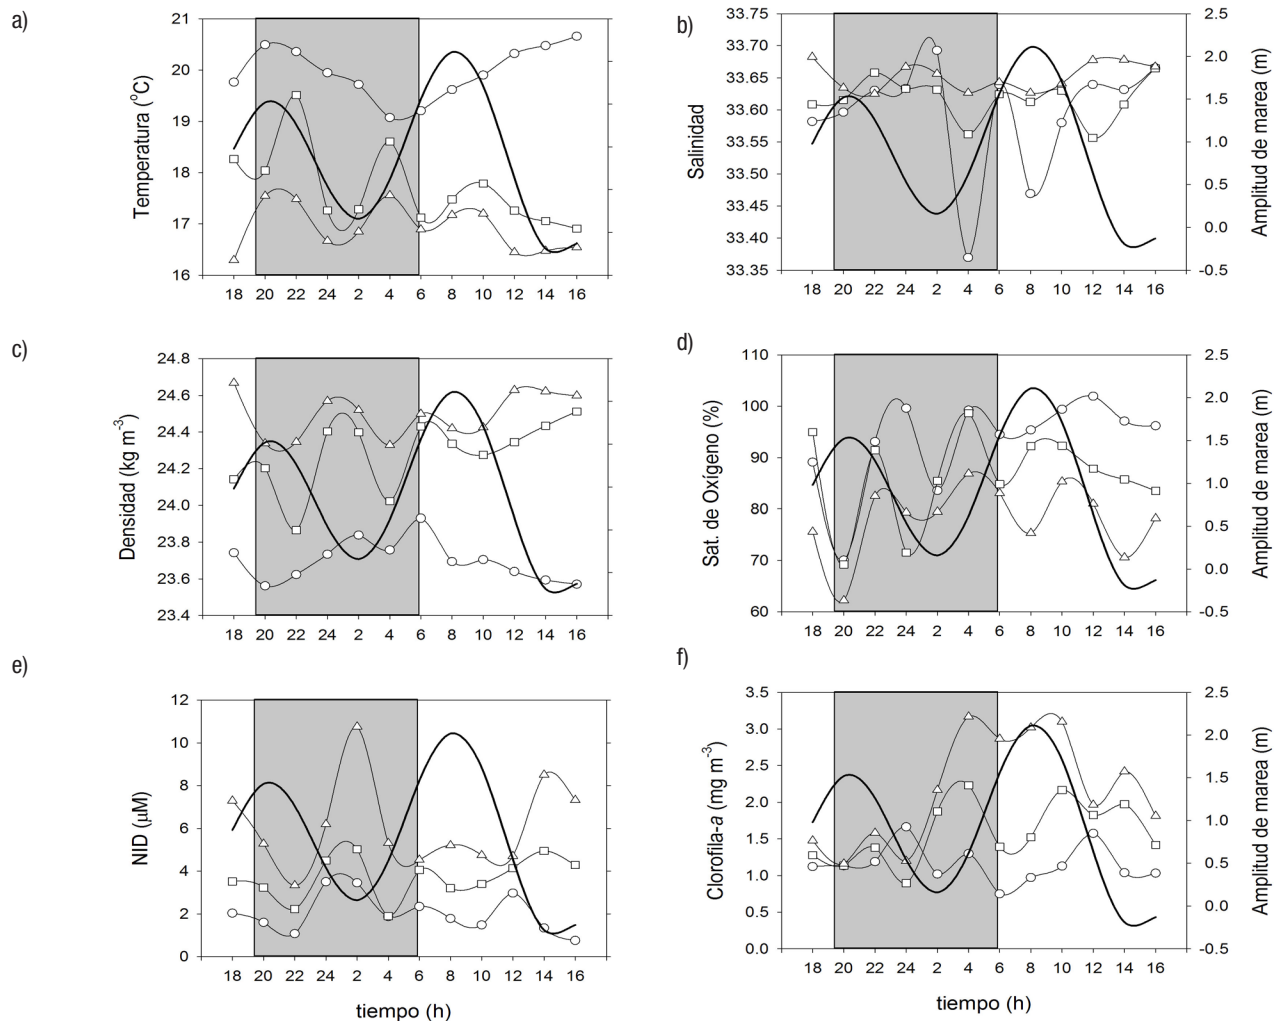 a)
Temperatura (°C)
21
20
19
18
17
16
18 20 22 24 2 4 6 8 10 12 14 16
b)
Salinidad
33.75
33.70
33.65
33.60
33.55
33.50
33.45
33.40
33.35
18 20 22 24 2 4 6 8 10 12 14 16
2.5
2.0
1.5
1.0
0.5
0.0
-0.5
Amplitud de marea (m)
c)
Densidad (kg m-3)
24.8
24.6
24.4
24.2
24.0
23.8
23.6
23.4
18 20 22 24 2 4 6 8 10 12 14 16
d)
Sat. de Oxígeno (%)
110
100
90
80
70
60
18 20 22 24 2 4 6 8 10 12 14 16
2.5
2.0
1.5
1.0
0.5
0.0
-0.5
Amplitud de marea (m)
e)
NID (µM)
12
10
8
6
4
2
0
18 20 22 24 2 4 6 8 10 12 14 16
tiempo (h)
f)
Clorofila-a (mg m-3)
3.5
3.0
2.5
2.0
1.5
1.0
0.5
0.0
18 20 22 24 2 4 6 8 10 12 14 16
tiempo (h)
2.5
2.0
1.5
1.0
0.5
0.0
-0.5
Amplitud de marea (m)